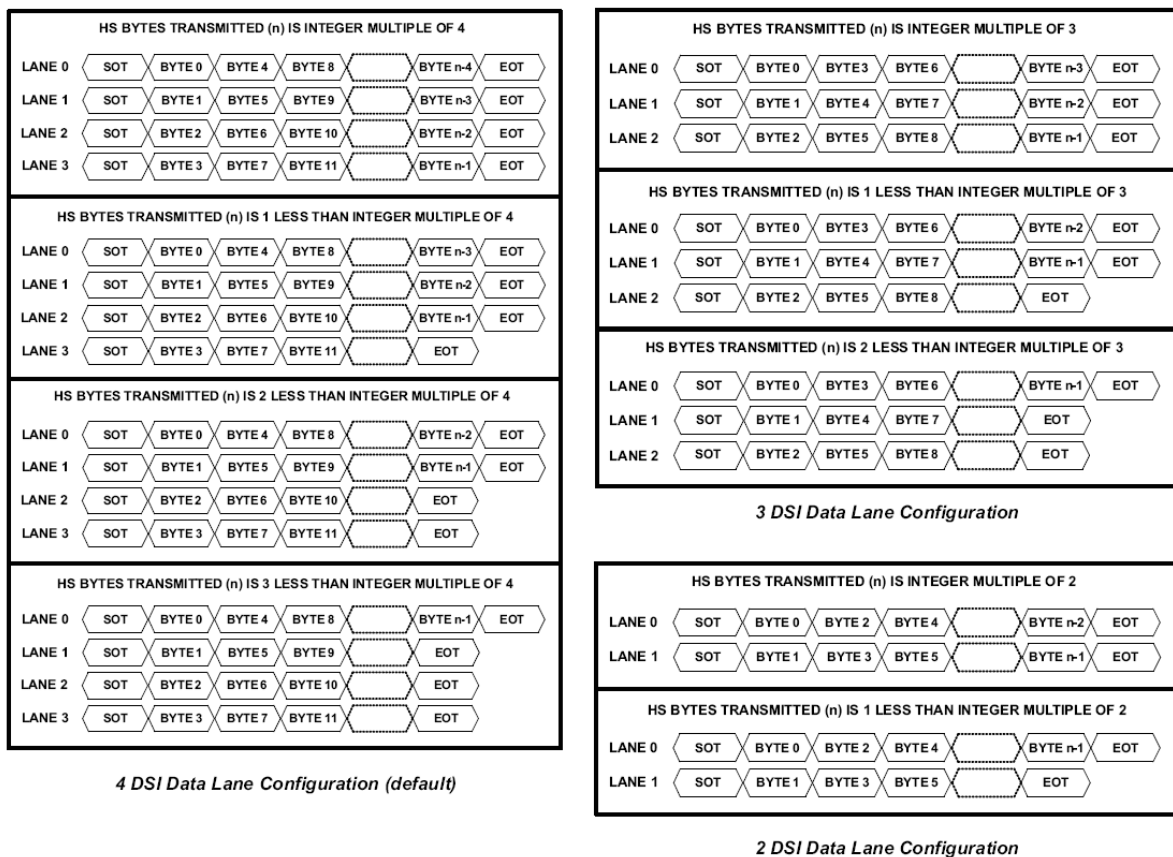 HS BYTES TRANSMITTED (n) IS INTEGER MULTIPLE OF 4
LANE 0 SOT BYTE 0 BYTE 4 BYTE 8 BYTE n-4 EOT
LANE 1 SOT BYTE 1 BYTE 5 BYTE 9 BYTE n-3 EOT
LANE 2 SOT BYTE 2 BYTE 6 BYTE 10 BYTE n-2 EOT
LANE 3 SOT BYTE 3 BYTE 7 BYTE 11 BYTE n-1 EOT
HS BYTES TRANSMITTED (n) IS 1 LESS THAN INTEGER MULTIPLE OF 4
LANE 0 SOT BYTE 0 BYTE 4 BYTE 8 BYTE n-3 EOT
LANE 1 SOT BYTE 1 BYTE 5 BYTE 9 BYTE n-2 EOT
LANE 2 SOT BYTE 2 BYTE 6 BYTE 10 BYTE n-1 EOT
LANE 3 SOT BYTE 3 BYTE 7 BYTE 11 EOT
HS BYTES TRANSMITTED (n) IS 2 LESS THAN INTEGER MULTIPLE OF 4
LANE 0 SOT BYTE 0 BYTE 4 BYTE 8 BYTE n-2 EOT
LANE 1 SOT BYTE 1 BYTE 5 BYTE 9 BYTE n-1 EOT
LANE 2 SOT BYTE 2 BYTE 6 BYTE 10 EOT
LANE 3 SOT BYTE 3 BYTE 7 BYTE 11 EOT
HS BYTES TRANSMITTED (n) IS 3 LESS THAN INTEGER MULTIPLE OF 4
LANE 0 SOT BYTE 0 BYTE 4 BYTE 8 BYTE n-1 EOT
LANE 1 SOT BYTE 1 BYTE 5 BYTE 9 EOT
LANE 2 SOT BYTE 2 BYTE 6 BYTE 10 EOT
LANE 3 SOT BYTE 3 BYTE 7 BYTE 11 EOT
4 DSI Data Lane Configuration (default)
HS BYTES TRANSMITTED (n) IS INTEGER MULTIPLE OF 3
LANE 0 SOT BYTE 0 BYTE 3 BYTE 6 BYTE n-3 EOT
LANE 1 SOT BYTE 1 BYTE 4 BYTE 7 BYTE n-2 EOT
LANE 2 SOT BYTE 2 BYTE 5 BYTE 8 BYTE n-1 EOT
HS BYTES TRANSMITTED (n) IS 1 LESS THAN INTEGER MULTIPLE OF 3
LANE 0 SOT BYTE 0 BYTE 3 BYTE 6 BYTE n-2 EOT
LANE 1 SOT BYTE 1 BYTE 4 BYTE 7 BYTE n-1 EOT
LANE 2 SOT BYTE 2 BYTE 5 BYTE 8 EOT
HS BYTES TRANSMITTED (n) IS 2 LESS THAN INTEGER MULTIPLE OF 3
LANE 0 SOT BYTE 0 BYTE 3 BYTE 6 BYTE n-1 EOT
LANE 1 SOT BYTE 1 BYTE 4 BYTE 7 EOT
LANE 2 SOT BYTE 2 BYTE 5 BYTE 8 EOT
3 DSI Data Lane Configuration
HS BYTES TRANSMITTED (n) IS INTEGER MULTIPLE OF 2
LANE 0 SOT BYTE 0 BYTE 2 BYTE 4 BYTE n-2 EOT
LANE 1 SOT BYTE 1 BYTE 3 BYTE 5 BYTE n-1 EOT
HS BYTES TRANSMITTED (n) IS 1 LESS THAN INTEGER MULTIPLE OF 2
LANE 0 SOT BYTE 0 BYTE 2 BYTE 4 BYTE n-1 EOT
LANE 1 SOT BYTE 1 BYTE 3 BYTE 5 EOT
2 DSI Data Lane Configuration